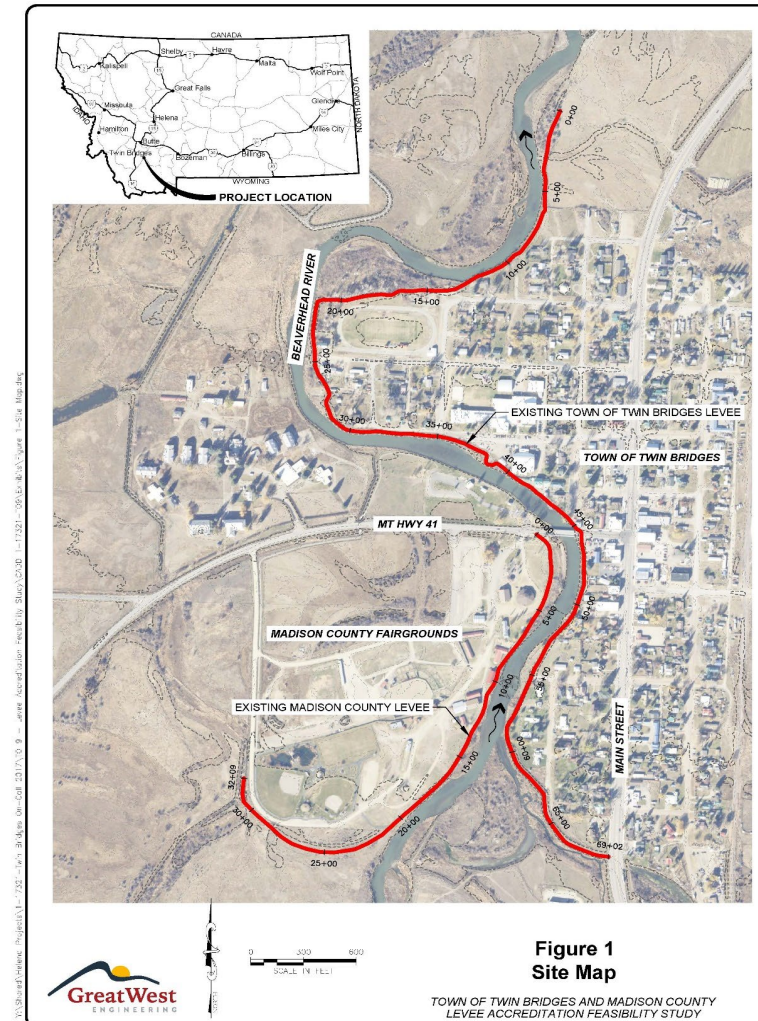 CANADA
Shelby
Havre
Kalispell
Malta
Wolf Point
Great Falls
Glendive
Missoula
Helena
IDAHO
NORTH DAKOTA
Hamilton
Miles City
Butte
Twin Bridges
Bozeman
Billings
WYOMING
PROJECT LOCATION
0+00
5+00
10+00
15+00
20+00
BEAVERHEAD RIVER
25+00
30+00
35+00
EXISTING TOWN OF TWIN BRIDGES LEVEE
40+00
TOWN OF TWIN BRIDGES
45+00
MT HWY 41
0+00
5+00
50+00
MADISON COUNTY FAIRGROUNDS
55+00
10+00
EXISTING MADISON COUNTY LEVEE
MAIN STREET
15+00
60+00
32+09
30+00
20+00
65+00
69+02
25+00
0 300 600
SCALE IN FEET
Figure 1
Site Map
GreatWest
ENGINEERING
TOWN OF TWIN BRIDGES AND MADISON COUNTY
LEVEE ACCREDITATION FEASIBILITY STUDY